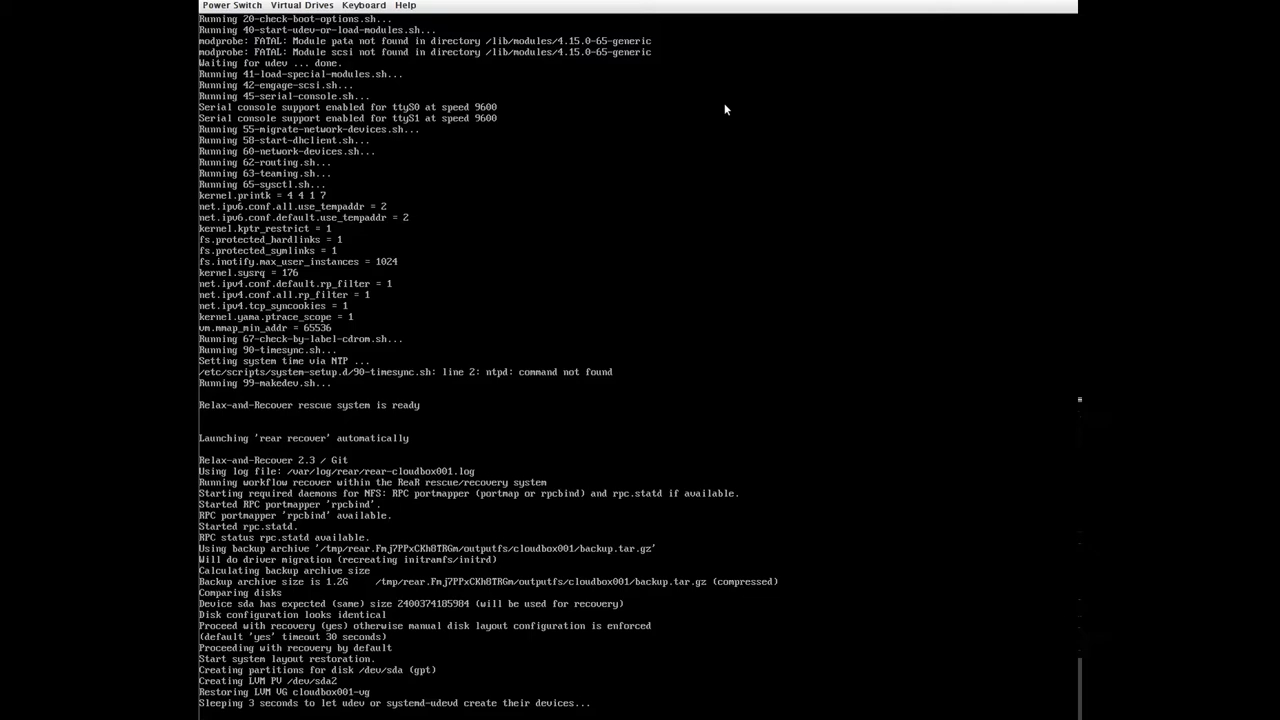 Power Switch Virtual Drives Keyboard Help
Running 20-check-boot-options.sh...
Running 40-start-udev-or-load-modules.sh...
modprobe: FATAL: Module pata not found in directory /lib/modules/4.15.0-65-generic
modprobe: FATAL: Module scsi not found in directory /lib/modules/4.15.0-65-generic
Waiting for udev ... done.
Running 41-load-special-modules.sh...
Running 42-engage-scsi.sh...
Running 45-serial-console.sh...
Serial console support enabled for ttyS0 at speed 9600
Serial console support enabled for ttyS1 at speed 9600
Running 55-migrate-network-devices.sh...
Running 58-start-dhclient.sh...
Running 60-network-devices.sh...
Running 62-routing.sh...
Running 63-teaming.sh...
Running 65-sysctl.sh...
kernel.printk = 4 4 1 7
net.ipv6.conf.all.use_tempaddr = 2
net.ipv6.conf.default.use_tempaddr = 2
kernel.kptr_restrict = 1
fs.protected_hardlinks = 1
fs.protected_symlinks = 1
fs.inotify.max_user_instances = 1024
kernel.sysrq = 176
net.ipv4.conf.default.rp_filter = 1
net.ipv4.conf.all.rp_filter = 1
net.ipv4.tcp_syncookies = 1
kernel.yama.ptrace_scope = 1
vm.mmap_min_addr = 65536
Running 67-check-by-label-cdrom.sh...
Running 90-timesync.sh...
Setting system time via NTP ...
/etc/scripts/system-setup.d/90-timesync.sh: line 2: ntpd: command not found
Running 99-makedev.sh...
Relax-and-Recover rescue system is ready
Launching 'rear recover' automatically
Relax-and-Recover 2.3 / Git
Using log file: /var/log/rear/rear-cloudbox001.log
Running workflow recover within the ReaR rescue/recovery system
Starting required daemons for NFS: RPC portmapper (portmap or rpcbind) and rpc.statd if available.
Started RPC portmapper 'rpcbind'.
RPC portmapper 'rpcbind' available.
Started rpc.statd.
RPC status rpc.statd available.
Using backup archive '/tmp/rear.Fmj7PPxCKh8TRGm/outputfs/cloudbox001/backup.tar.gz'
Will do driver migration (recreating initramfs/initrd)
Calculating backup archive size
Backup archive size is 1.2G /tmp/rear.Fmj7PPxCKh8TRGm/outputfs/cloudbox001/backup.tar.gz (compressed)
Comparing disks
Device sda has expected (same) size 2400374185984 (will be used for recovery)
Disk configuration looks identical
Proceed with recovery (yes) otherwise manual disk layout configuration is enforced
(default 'yes' timeout 30 seconds)
Proceeding with recovery by default
Start system layout restoration.
Creating partitions for disk /dev/sda (gpt)
Creating LVM PV /dev/sda2
Restoring LVM VG cloudbox001-vg
Sleeping 3 seconds to let udev or systemd-udevd create their devices...